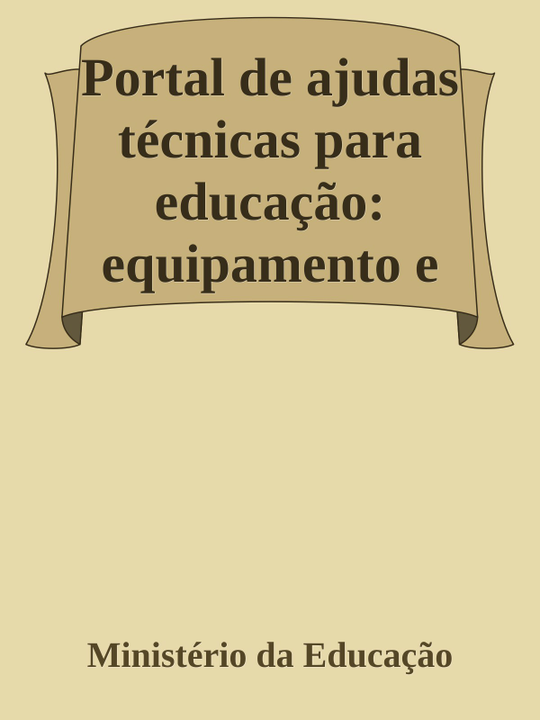 Portal de ajudas
técnicas para
educação:
equipamento e
Ministério da Educação